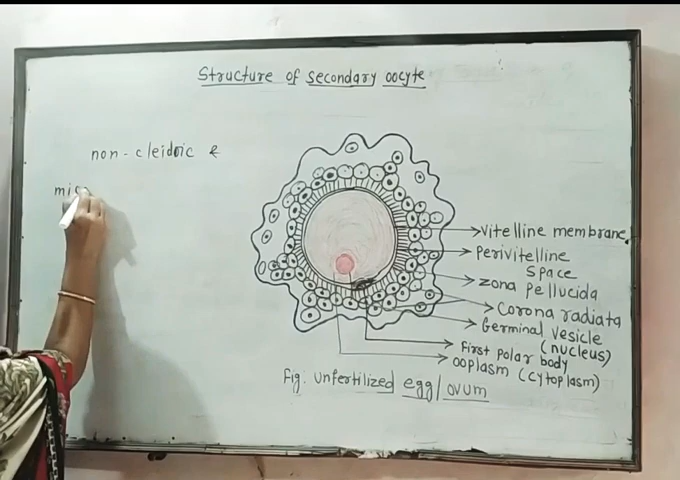 Structure of secondary oocyte
non-cleidoic &
mic
vitelline membrane
Perivitelline
Space
zona pellucida
Corona radiata
Germinal vesicle
(nucleus)
First Polar body
ooplasm (cytoplasm)
Fig. unfertilized egg/ovum